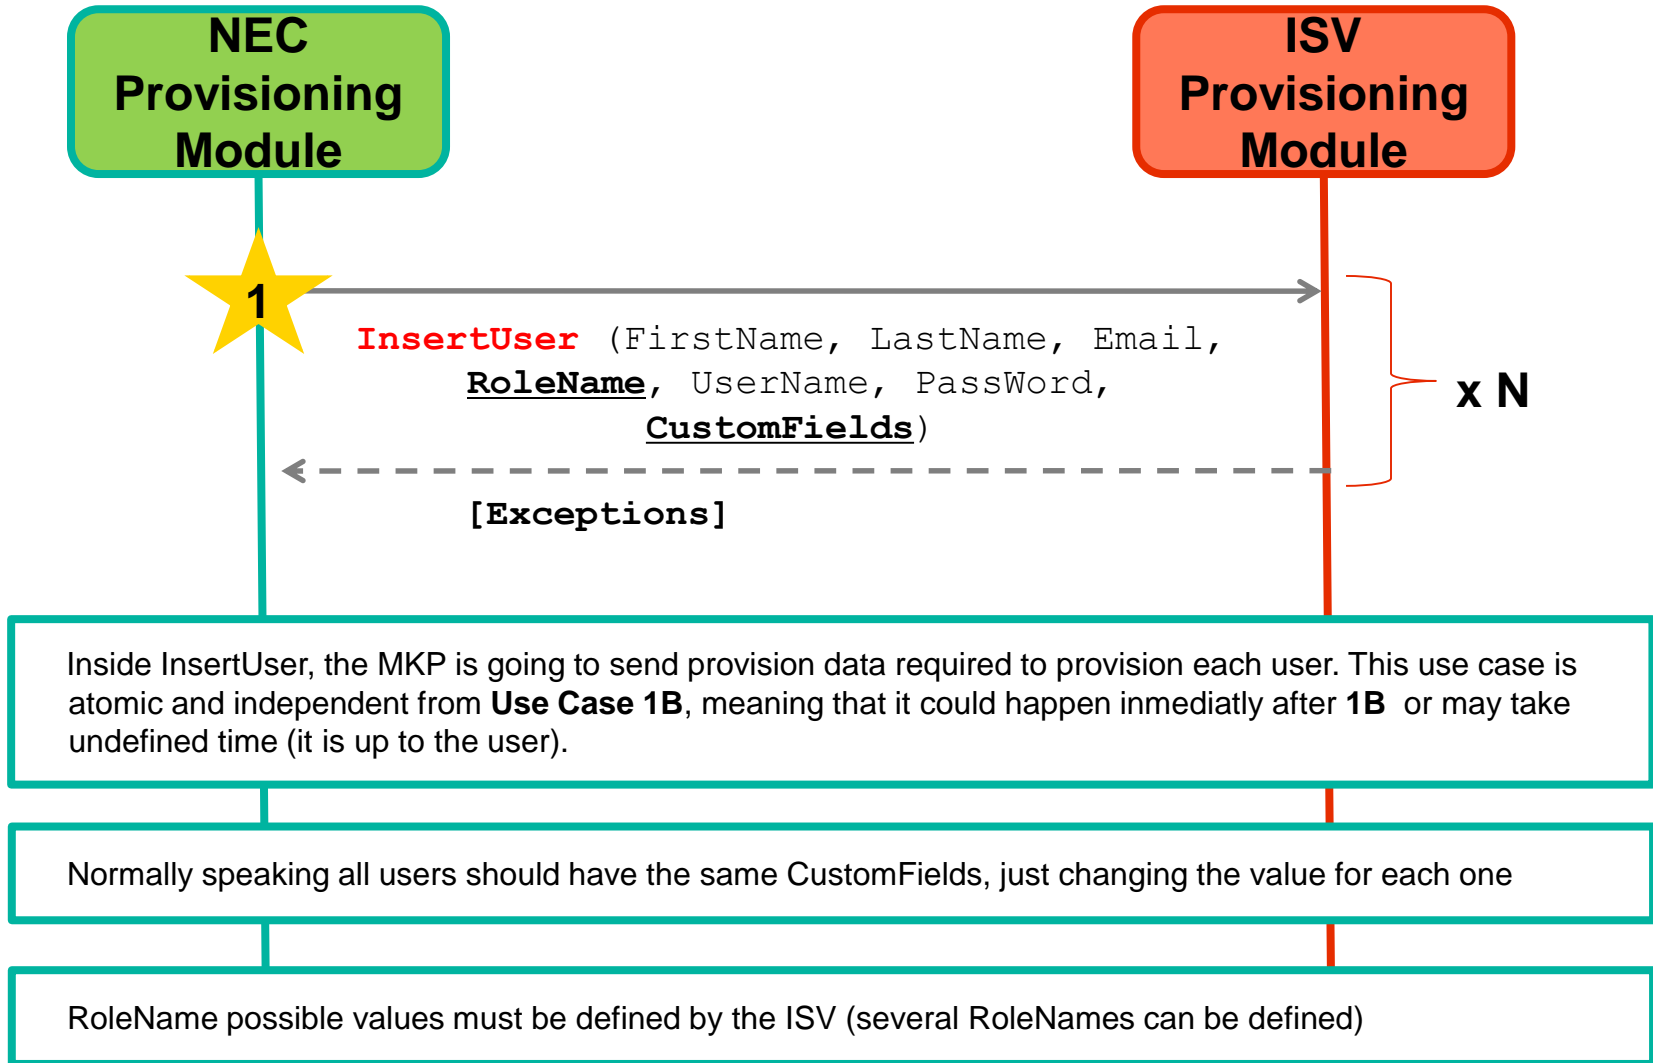 NEC
Provisioning
Module
ISV
Provisioning
Module
1
InsertUser (FirstName, LastName, Email,
RoleName, UserName, PassWord,
CustomFields)
x N
[Exceptions]
Inside InsertUser, the MKP is going to send provision data required to provision each user. This use case is
atomic and independent from Use Case 1B, meaning that it could happen inmediatly after 1B or may take
undefined time (it is up to the user).
Normally speaking all users should have the same CustomFields, just changing the value for each one
RoleName possible values must be defined by the ISV (several RoleNames can be defined)